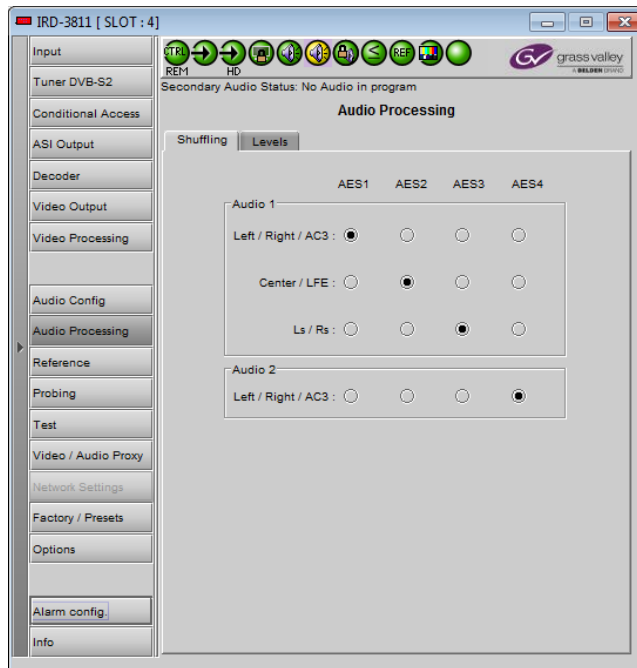 IRD-3811 [ SLOT : 4]
Input
Tuner DVB-S2
Conditional Access
ASI Output
Decoder
Video Output
Video Processing
Audio Config
Audio Processing
Reference
Probing
Test
Video / Audio Proxy
Network Settings
Factory / Presets
Options
Alarm config.
Info
CTRL REF
REM HD
GV grassvalley
A BELDEN BRAND
Secondary Audio Status: No Audio in program
Audio Processing
Shuffling Levels
AES1 AES2 AES3 AES4
Audio 1
Left / Right / AC3 :
Center / LFE :
Ls / Rs :
Audio 2
Left / Right / AC3 :